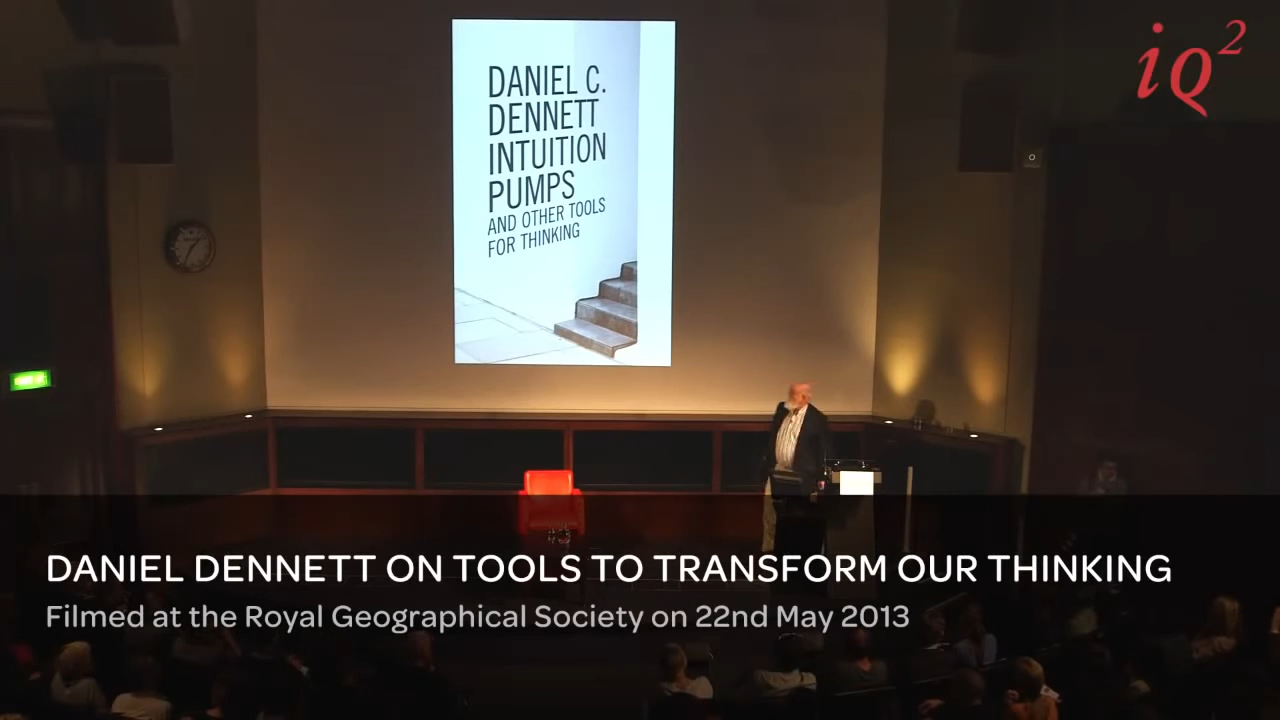 iq2
DANIEL C.
DENNETT
INTUITION
PUMPS
AND OTHER TOOLS
FOR THINKING
DANIEL DENNETT ON TOOLS TO TRANSFORM OUR THINKING
Filmed at the Royal Geographical Society on 22nd May 2013